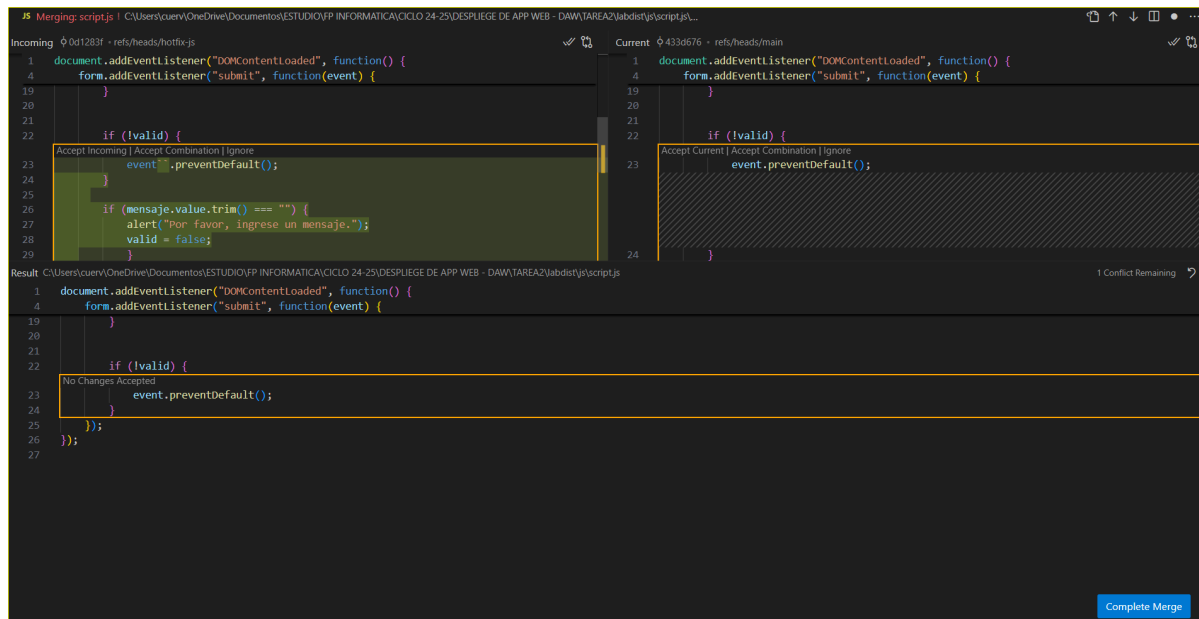 JS Merging: script.js ! C:\Users\cuerv\OneDrive\Documentos\ESTUDIO\FP INFORMATICA\CICLO 24-25\DESPLIEGE DE APP WEB - DAW\TAREA2\labdist\js\script.js\...
Incoming 0d1283f • refs/heads/hotfix-js
1 document.addEventListener("DOMContentLoaded", function() {
4 form.addEventListener("submit", function(event) {
19 }
20
21
22 if (!valid) {
Accept Incoming | Accept Combination | Ignore
23 event``.preventDefault();
24 }
25
26 if (mensaje.value.trim() === "") {
27 alert("Por favor, ingrese un mensaje.");
28 valid = false;
29 }
Current 433d676 • refs/heads/main
1 document.addEventListener("DOMContentLoaded", function() {
4 form.addEventListener("submit", function(event) {
19 }
20
21
22 if (!valid) {
Accept Current | Accept Combination | Ignore
23 event.preventDefault();
24 }
Result C:\Users\cuerv\OneDrive\Documentos\ESTUDIO\FP INFORMATICA\CICLO 24-25\DESPLIEGE DE APP WEB - DAW\TAREA2\labdist\js\script.js
1 Conflict Remaining
1 document.addEventListener("DOMContentLoaded", function() {
4 form.addEventListener("submit", function(event) {
19 }
20
21
22 if (!valid) {
No Changes Accepted
23 event.preventDefault();
24 }
25 });
26 });
27
Complete Merge